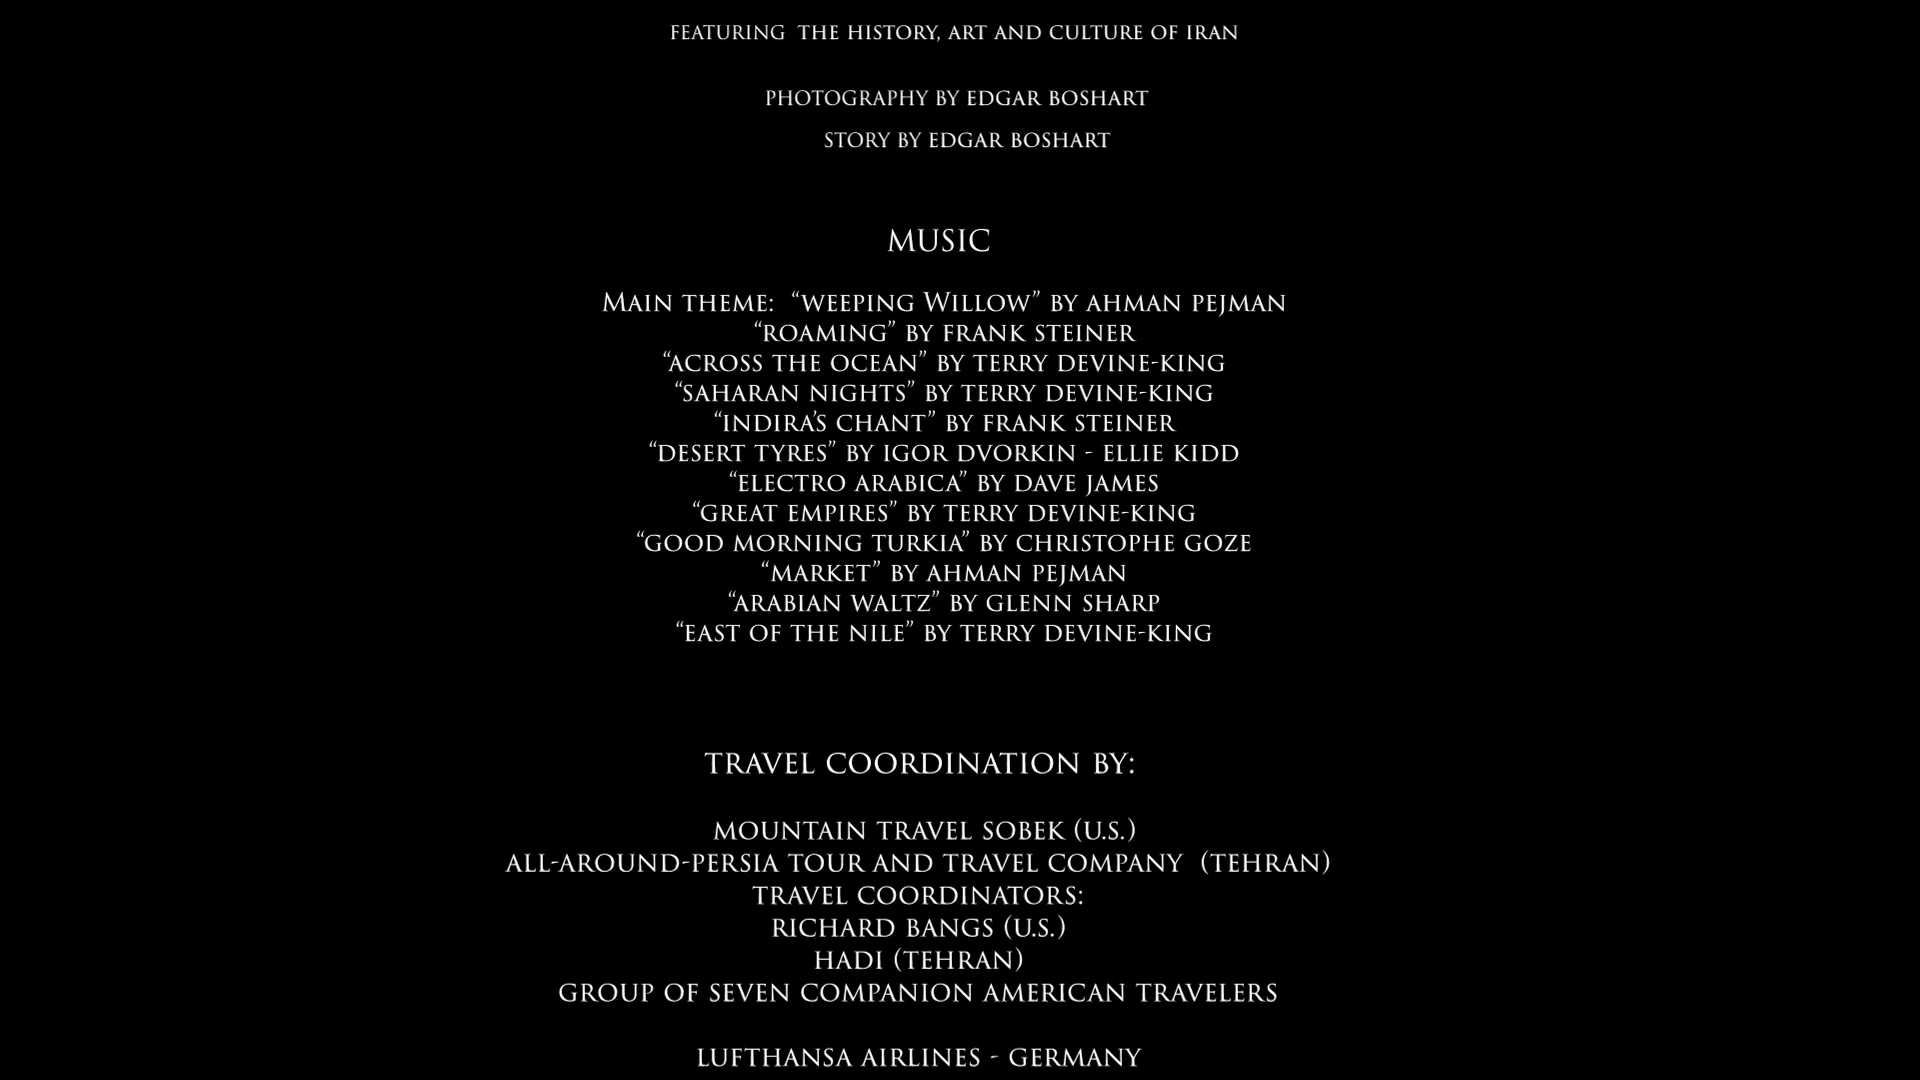 FEATURING THE HISTORY, ART AND CULTURE OF IRAN
PHOTOGRAPHY BY EDGAR BOSHART
STORY BY EDGAR BOSHART
MUSIC
MAIN THEME: “WEEPING WILLOW” BY AHMAN PEJMAN
“ROAMING” BY FRANK STEINER
“ACROSS THE OCEAN” BY TERRY DEVINE-KING
“SAHARAN NIGHTS” BY TERRY DEVINE-KING
“INDIRA’S CHANT” BY FRANK STEINER
“DESERT TYRES” BY IGOR DVORKIN - ELLIE KIDD
“ELECTRO ARABICA” BY DAVE JAMES
“GREAT EMPIRES” BY TERRY DEVINE-KING
“GOOD MORNING TURKIA” BY CHRISTOPHE GOZE
“MARKET” BY AHMAN PEJMAN
“ARABIAN WALTZ” BY GLENN SHARP
“EAST OF THE NILE” BY TERRY DEVINE-KING
TRAVEL COORDINATION BY:
MOUNTAIN TRAVEL SOBEK (U.S.)
ALL-AROUND-PERSIA TOUR AND TRAVEL COMPANY (TEHRAN)
TRAVEL COORDINATORS:
RICHARD BANGS (U.S.)
HADI (TEHRAN)
GROUP OF SEVEN COMPANION AMERICAN TRAVELERS
LUFTHANSA AIRLINES - GERMANY